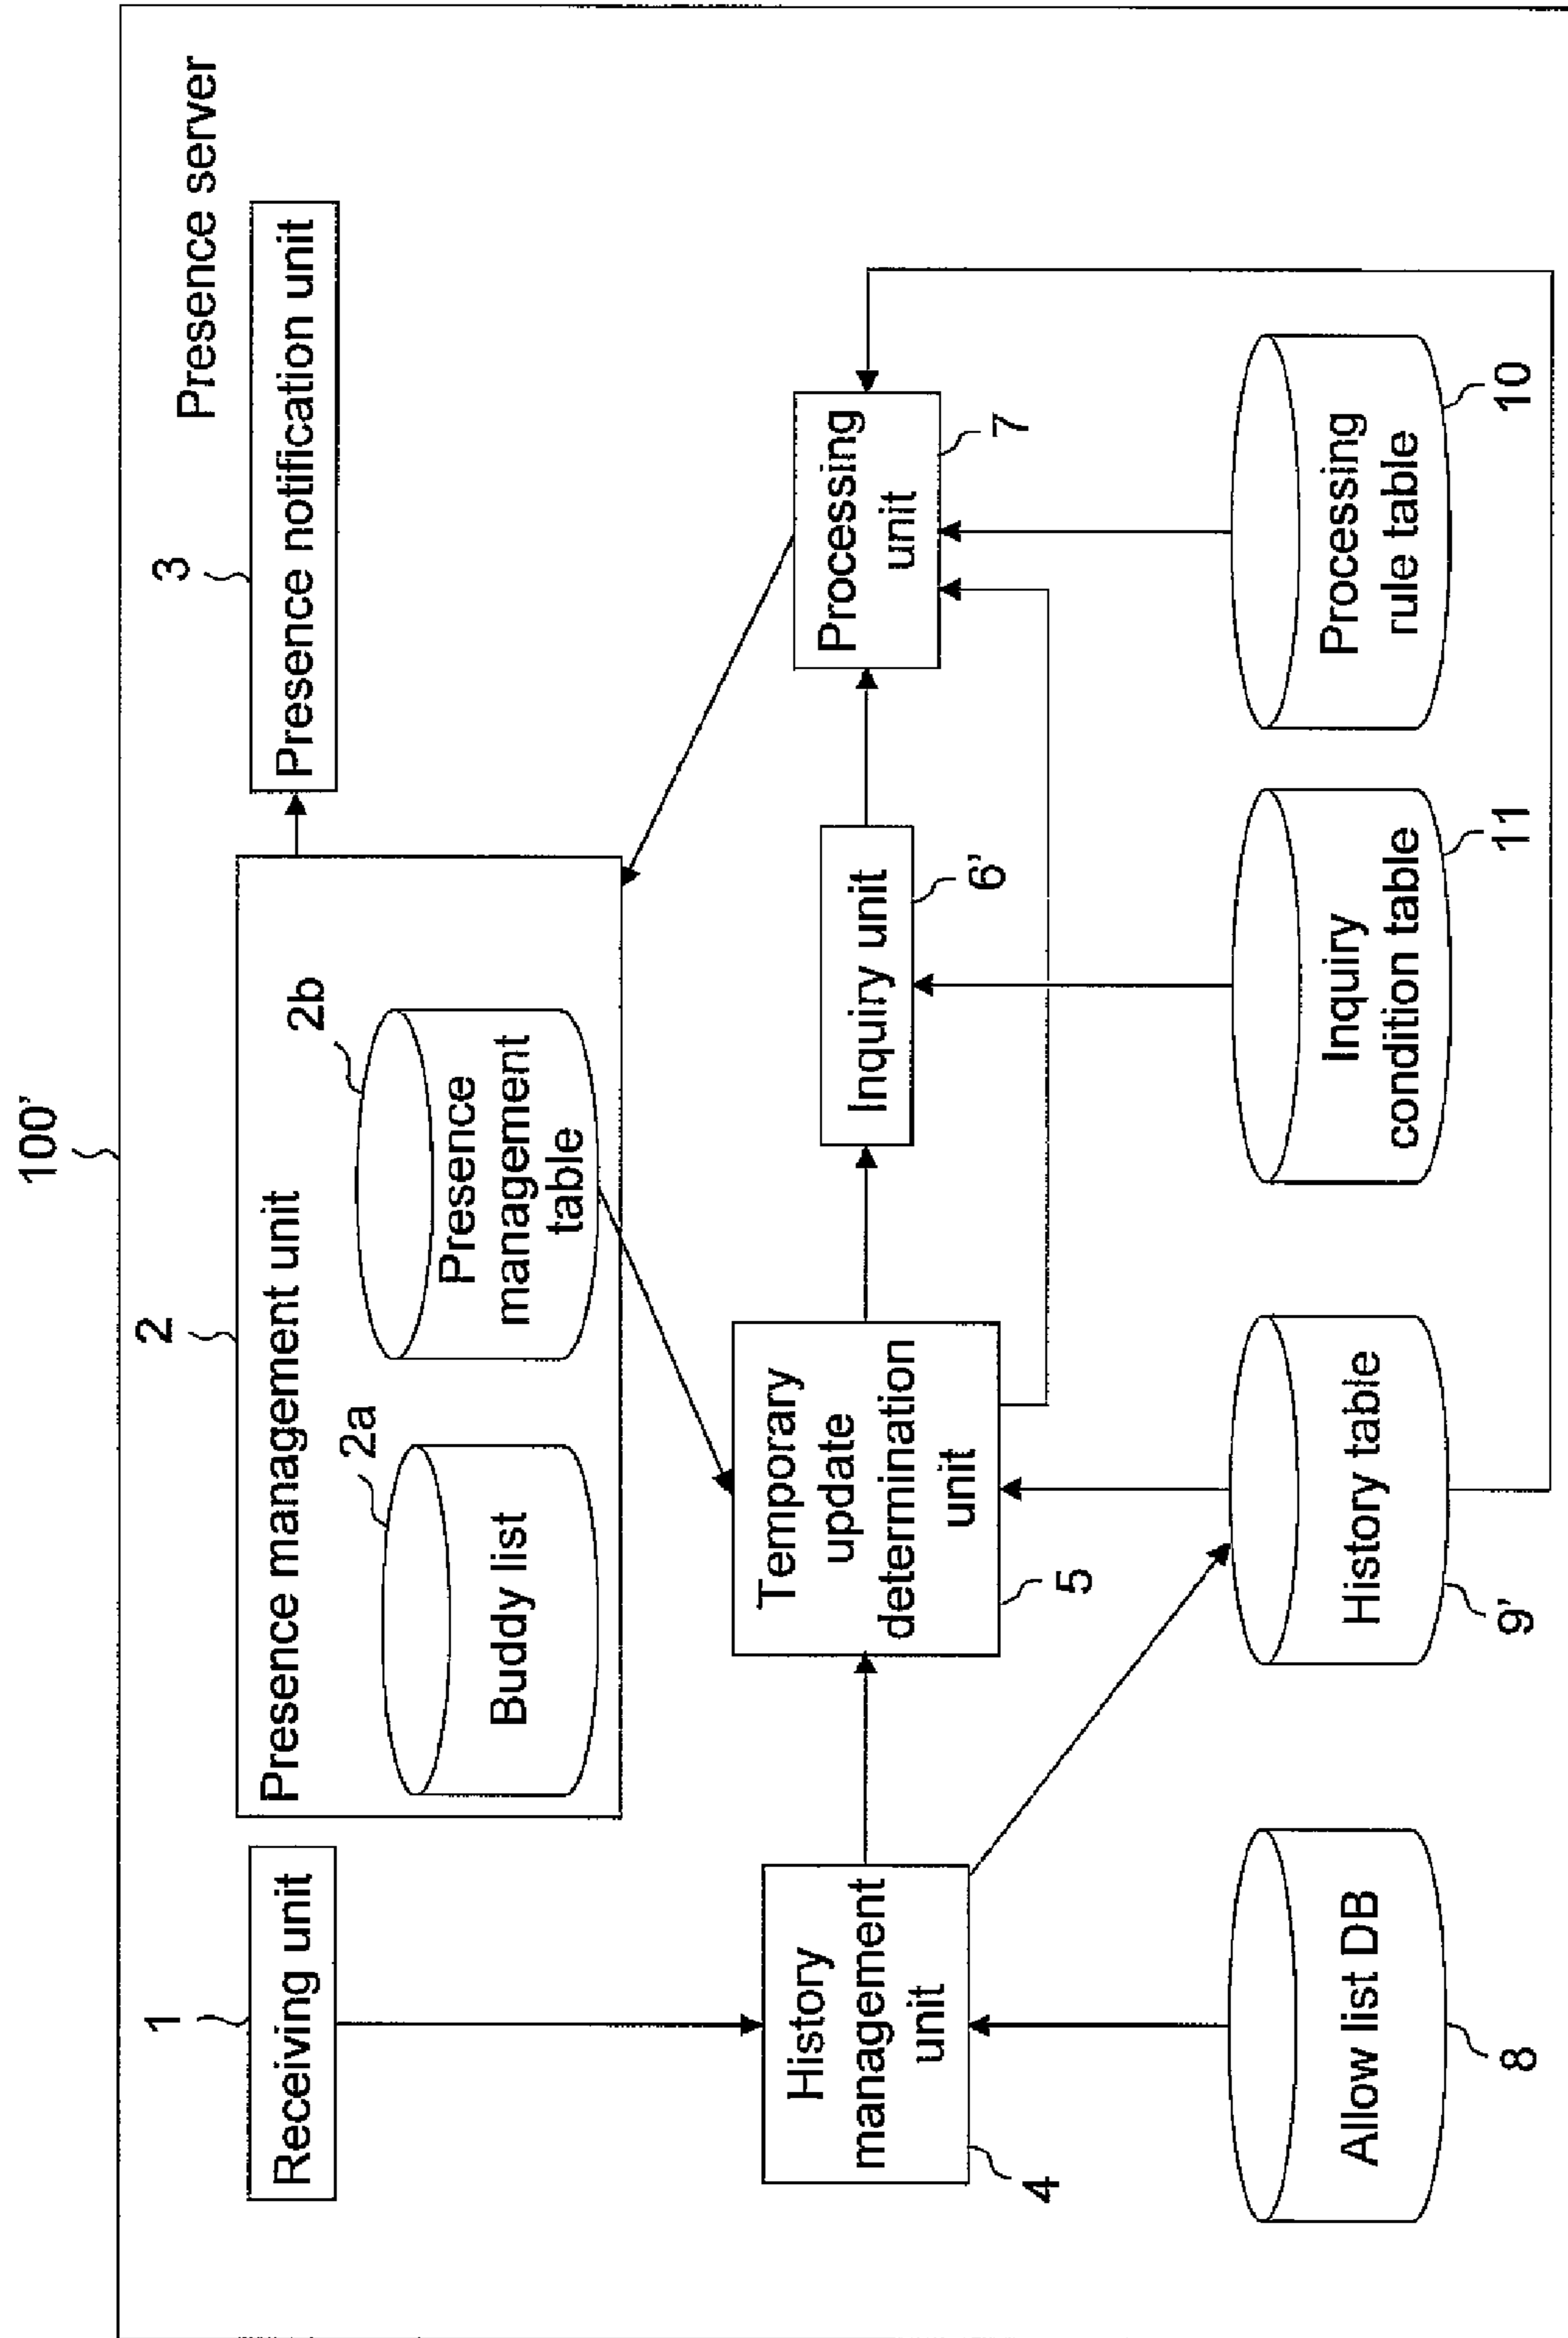 100'
Presence server
1
Receiving unit
2
Presence management unit
2a
Buddy list
2b
Presence
management
table
3
Presence notification unit
History
management
unit
4
Temporary
update
determination
unit
5
Inquiry unit
6'
Processing
unit
7
Allow list DB
8
History table
9'
Inquiry
condition table
11
Processing
rule table
10